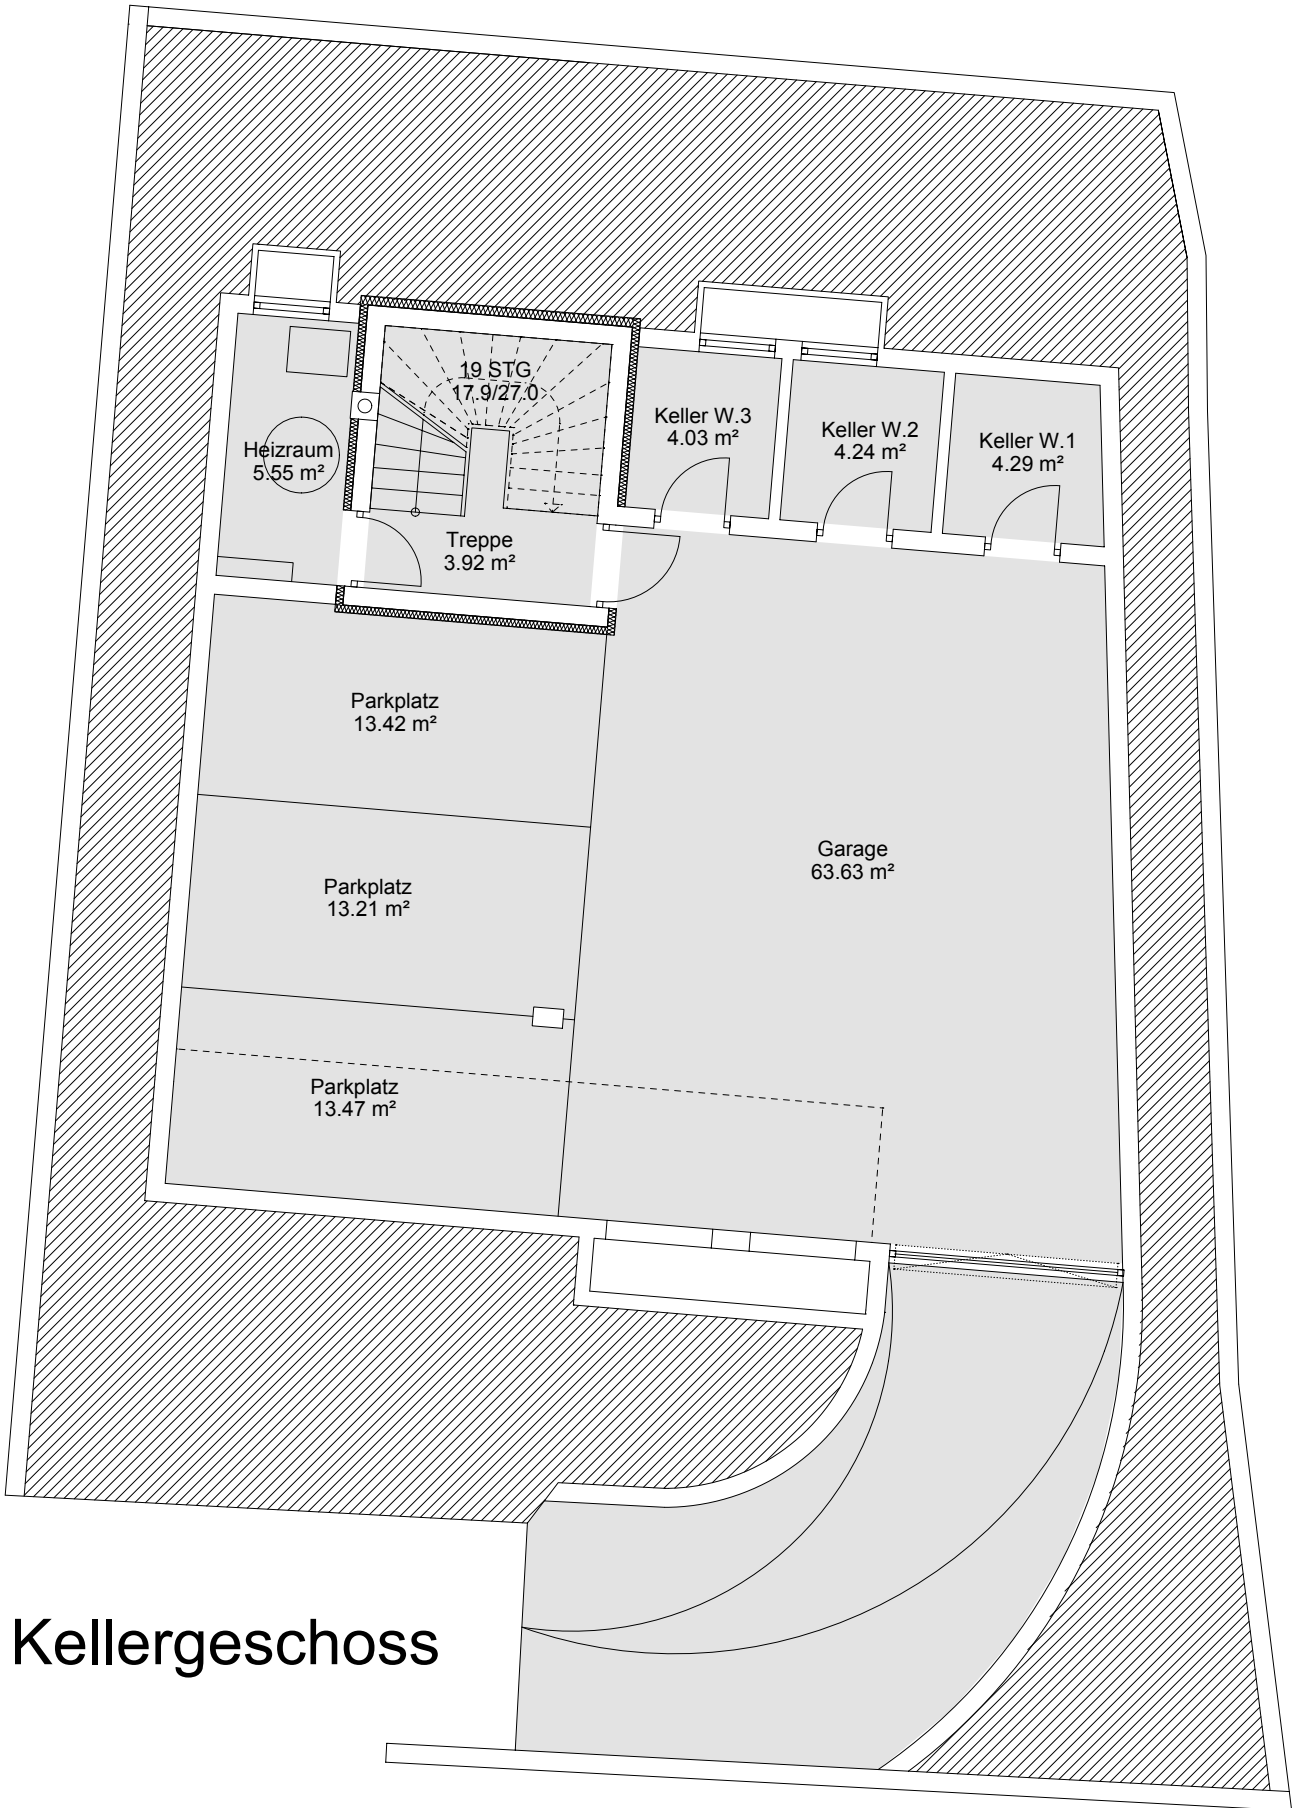 19 STG
17.9/27.0
Keller W.3
4.03 m²
Keller W.2
4.24 m²
Keller W.1
4.29 m²
Heizraum
5.55 m²
Treppe
3.92 m²
Parkplatz
13.42 m²
Garage
63.63 m²
Parkplatz
13.21 m²
Parkplatz
13.47 m²
Kellergeschoss